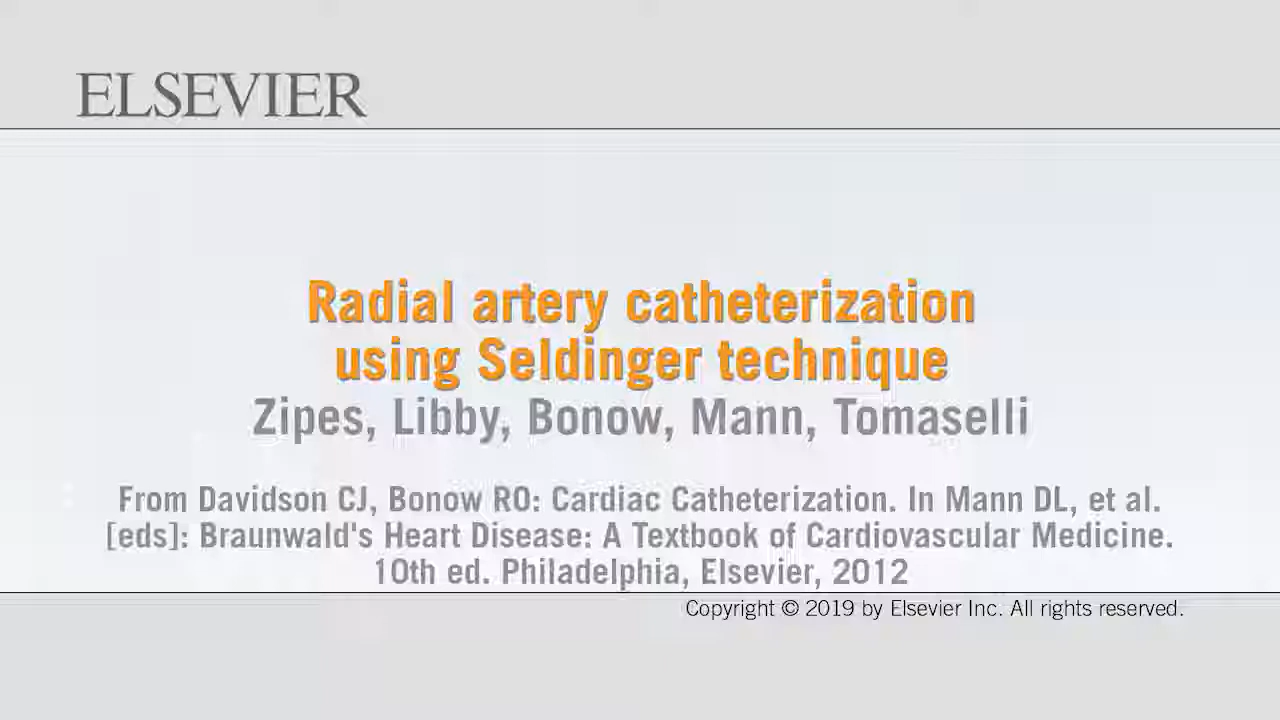 ELSEVIER
Radial artery catheterization
using Seldinger technique
Zipes, Libby, Bonow, Mann, Tomaselli
From Davidson CJ, Bonow RO: Cardiac Catheterization. In Mann DL, et al.
[eds]: Braunwald's Heart Disease: A Textbook of Cardiovascular Medicine.
10th ed. Philadelphia, Elsevier, 2012
Copyright © 2019 by Elsevier Inc. All rights reserved.